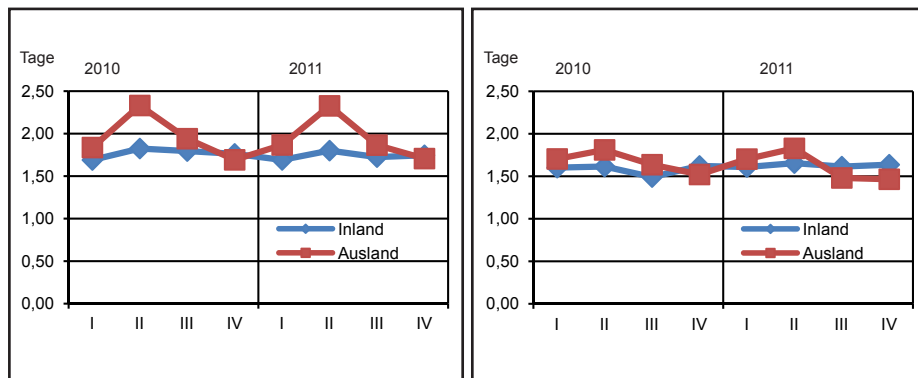 Tage
2010 2011
2,50
2,00
1,50
1,00
0,50
0,00
Inland
Ausland
I II III IV I II III IV
Tage
2010 2011
2,50
2,00
1,50
1,00
0,50
0,00
Inland
Ausland
I II III IV I II III IV